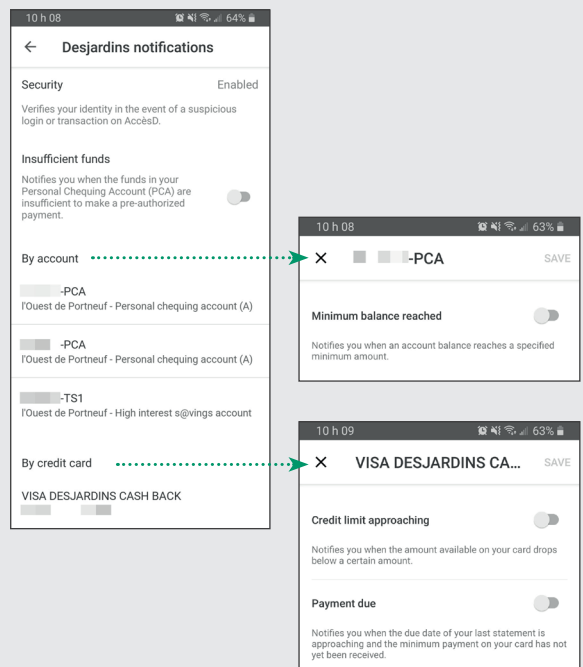 10 h 08
64%
Desjardins notifications
Security
Enabled
Verifies your identity in the event of a suspicious
login or transaction on AccèsD.
Insufficient funds
Notifies you when the funds in your
Personal Chequing Account (PCA) are
insufficient to make a pre-authorized
payment.
By account
-PCA
l'Ouest de Portneuf - Personal chequing account (A)
-PCA
l'Ouest de Portneuf - Personal chequing account (A)
-TS1
l'Ouest de Portneuf - High interest s@vings account
By credit card
VISA DESJARDINS CASH BACK
10 h 08
63%
-PCA
SAVE
Minimum balance reached
Notifies you when an account balance reaches a specified
minimum amount.
10 h 09
63%
VISA DESJARDINS CA...
SAVE
Credit limit approaching
Notifies you when the amount available on your card drops
below a certain amount.
Payment due
Notifies you when the due date of your last statement is
approaching and the minimum payment on your card has not
yet been received.